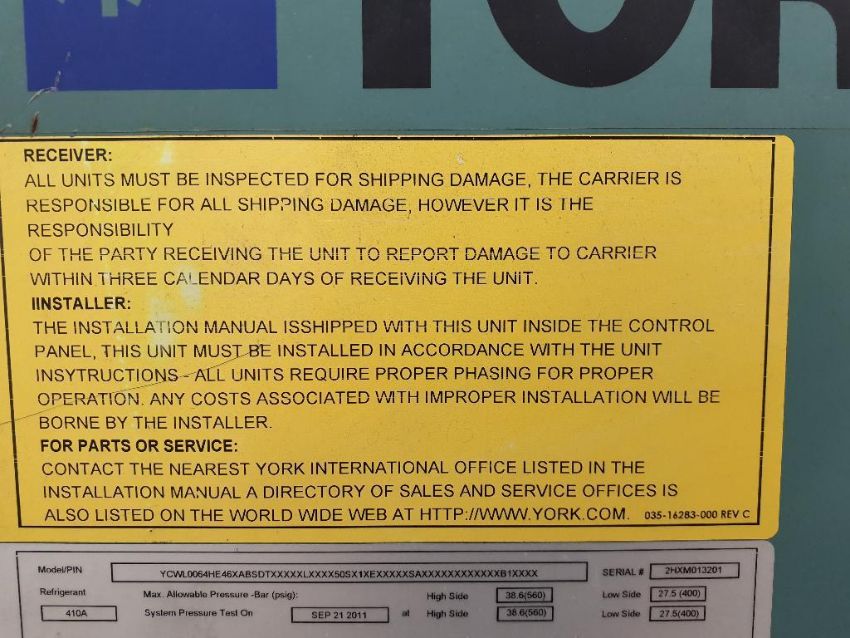 RECEIVER:
ALL UNITS MUST BE INSPECTED FOR SHIPPING DAMAGE, THE CARRIER IS
RESPONSIBLE FOR ALL SHIPPING DAMAGE, HOWEVER IT IS THE
RESPONSIBILITY
OF THE PARTY RECEIVING THE UNIT TO REPORT DAMAGE TO CARRIER
WITHIN THREE CALENDAR DAYS OF RECEIVING THE UNIT.
IINSTALLER:
THE INSTALLATION MANUAL ISSHIPPED WITH THIS UNIT INSIDE THE CONTROL
PANEL, THIS UNIT MUST BE INSTALLED IN ACCORDANCE WITH THE UNIT
INSYTRUCTIONS - ALL UNITS REQUIRE PROPER PHASING FOR PROPER
OPERATION. ANY COSTS ASSOCIATED WITH IMPROPER INSTALLATION WILL BE
BORNE BY THE INSTALLER.
FOR PARTS OR SERVICE:
CONTACT THE NEAREST YORK INTERNATIONAL OFFICE LISTED IN THE
INSTALLATION MANUAL A DIRECTORY OF SALES AND SERVICE OFFICES IS
ALSO LISTED ON THE WORLD WIDE WEB AT HTTP://WWW.YORK.COM. 035-16283-000 REV C
Model/PIN YCWL0064HE46XABSDTXXXXXLXXXX50SX1XEXXXXXSAXXXXXXXXXXXXB1XXXX SERIAL # 2HXM013201
Refrigerant Max. Allowable Pressure -Bar (psig): High Side 38.6(560) Low Side 27.5 (400)
410A System Pressure Test On SEP 21 2011 at High Side 38.6(560) Low Side 27.5(400)